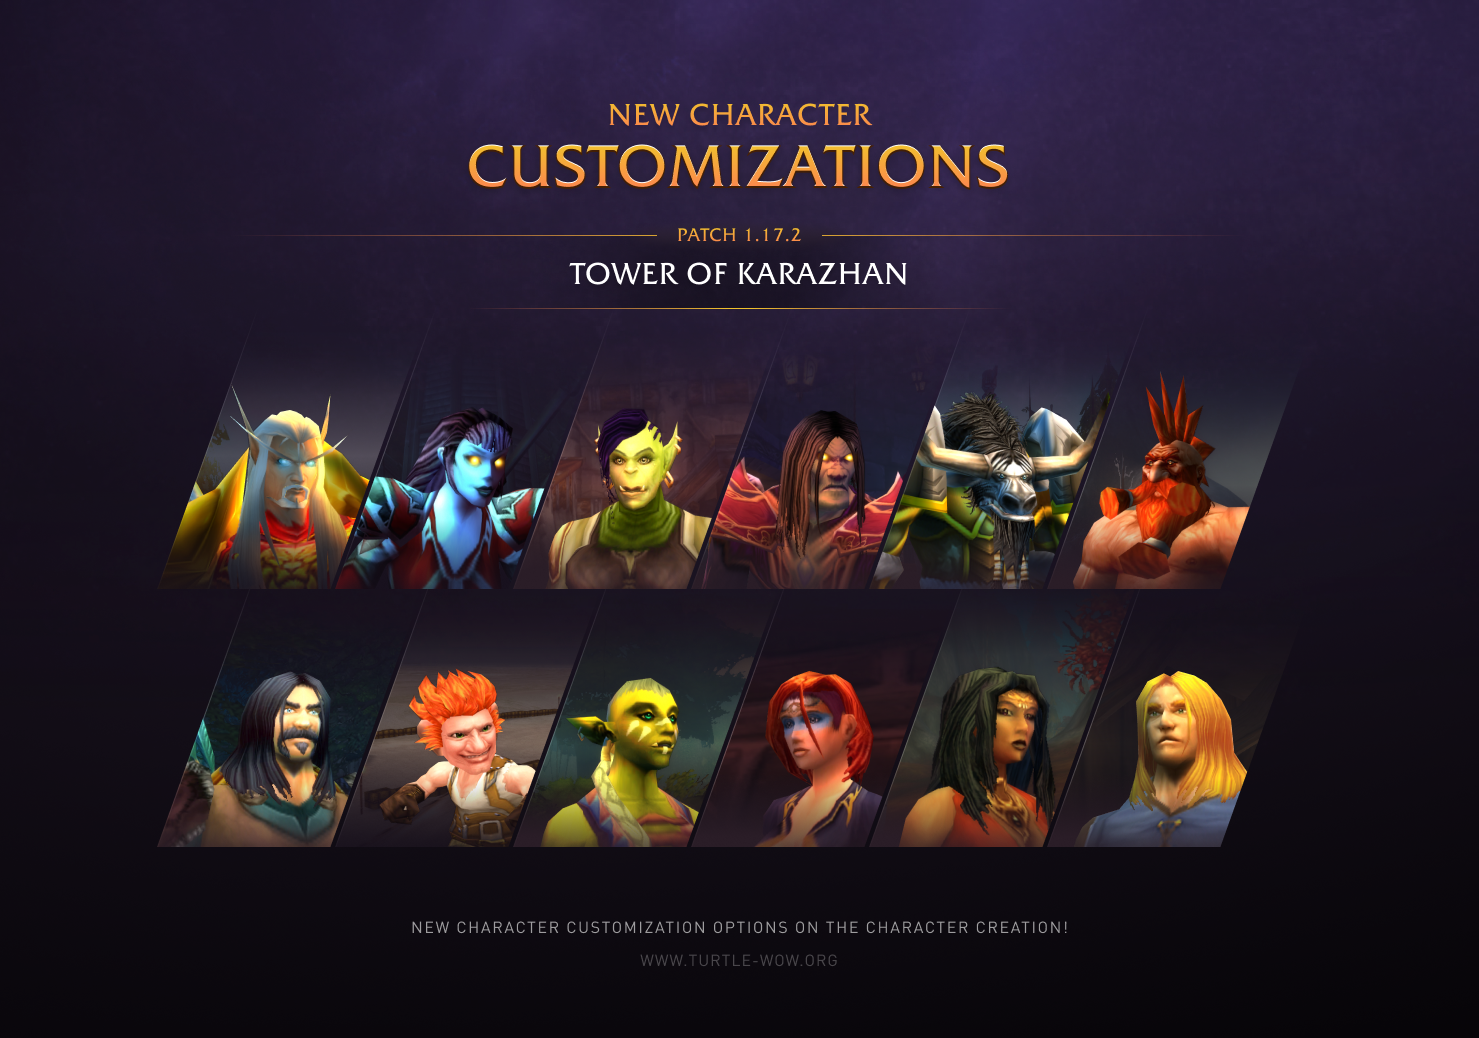 NEW CHARACTER
CUSTOMIZATIONS
PATCH 1.17.2
TOWER OF KARAZHAN
NEW CHARACTER CUSTOMIZATION OPTIONS ON THE CHARACTER CREATION!
WWW.TURTLE-WOW.ORG